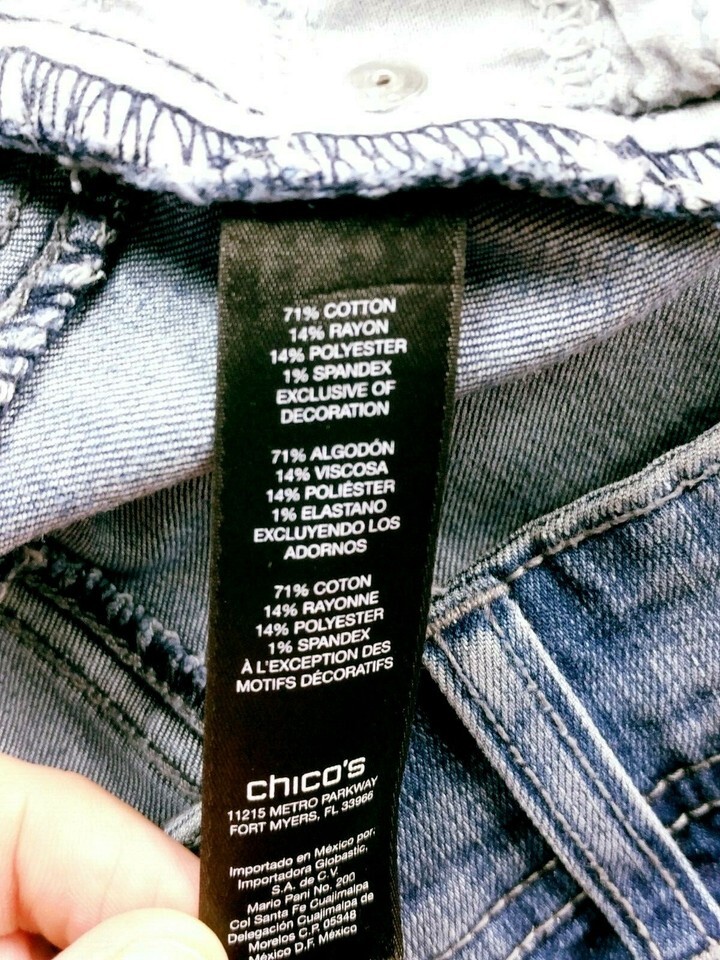 71% COTTON
14% RAYON
14% POLYESTER
1% SPANDEX
EXCLUSIVE OF
DECORATION
71% ALGODÓN
14% VISCOSA
14% POLIÉSTER
1% ELASTANO
EXCLUYENDO LOS
ADORNOS
71% COTON
14% RAYONNE
14% POLYESTER
1% SPANDEX
À L'EXCEPTION DES
MOTIFS DÉCORATIFS
chico's
11215 METRO PARKWAY
FORT MYERS, FL 33966
Importado en México por:
Importadora Globastic,
S.A. de C.V.
Mario Pani No. 200
Col Santa Fe Cuajimalpa
Delegación Cuajimalpa de
Morelos C.P. 05348
México D.F. México